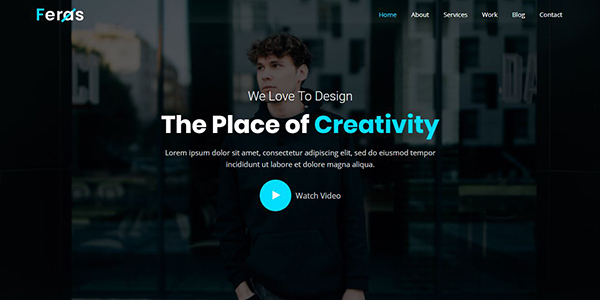 Feras
Home About Services Work Blog Contact
We Love To Design
The Place of Creativity
Lorem ipsum dolor sit amet, consectetur adipiscing elit, sed do eiusmod tempor
incididunt ut labore et dolore magna aliqua.
Watch Video